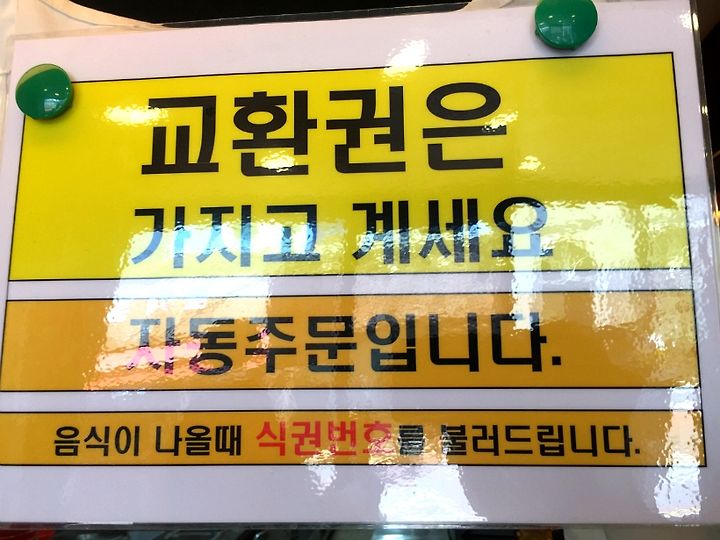 교환권은
가지고 계세요
자동주문입니다.
음식이 나올때 식권번호를 불러드립니다.